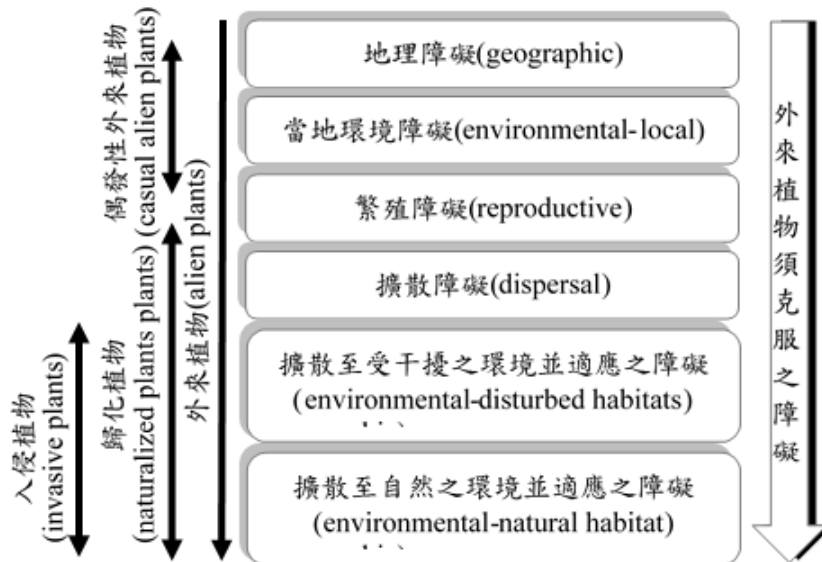 地理障礙(geographic)
當地環境障礙(environmental-local)
繁殖障礙(reproductive)
擴散障礙(dispersal)
擴散至受干擾之環境並適應之障礙
(environmental-disturbed habitats)
擴散至自然之環境並適應之障礙
(environmental-natural habitat)
偶發性外來植物
(casual alien plants)
歸化植物
(naturalized plants plants)
入侵植物
(invasive plants)
外來植物(alien plants)
外來植物須克服之障礙